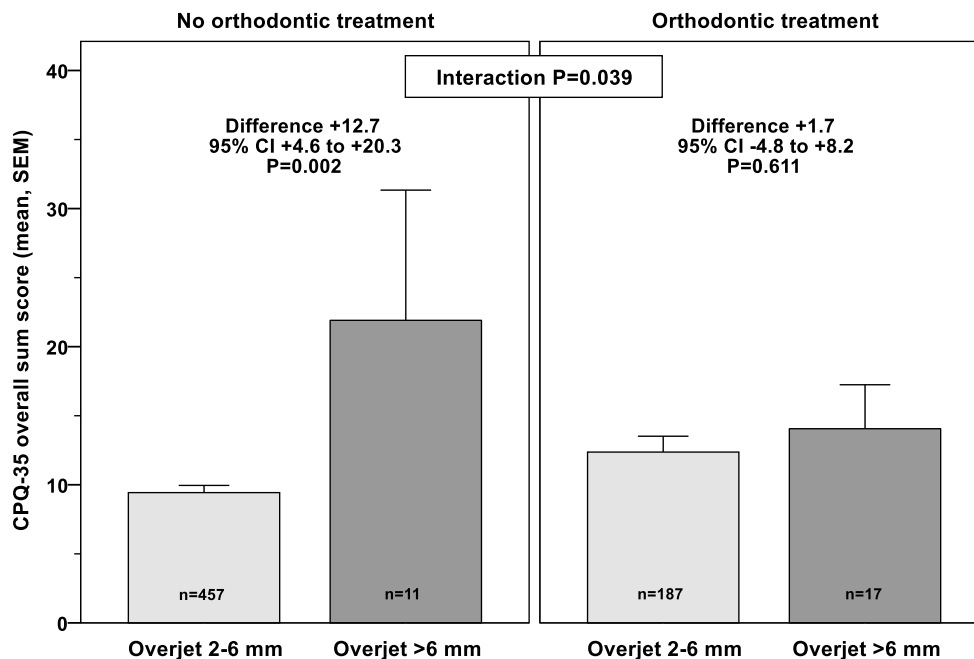 No orthodontic treatment
Orthodontic treatment
Interaction P=0.039
Difference +12.7
95% CI +4.6 to +20.3
P=0.002
Difference +1.7
95% CI -4.8 to +8.2
P=0.611
CPQ-35 overall sum score (mean, SEM)
40
30
20
10
0
n=457
n=11
n=187
n=17
Overjet 2-6 mm
Overjet >6 mm
Overjet 2-6 mm
Overjet >6 mm